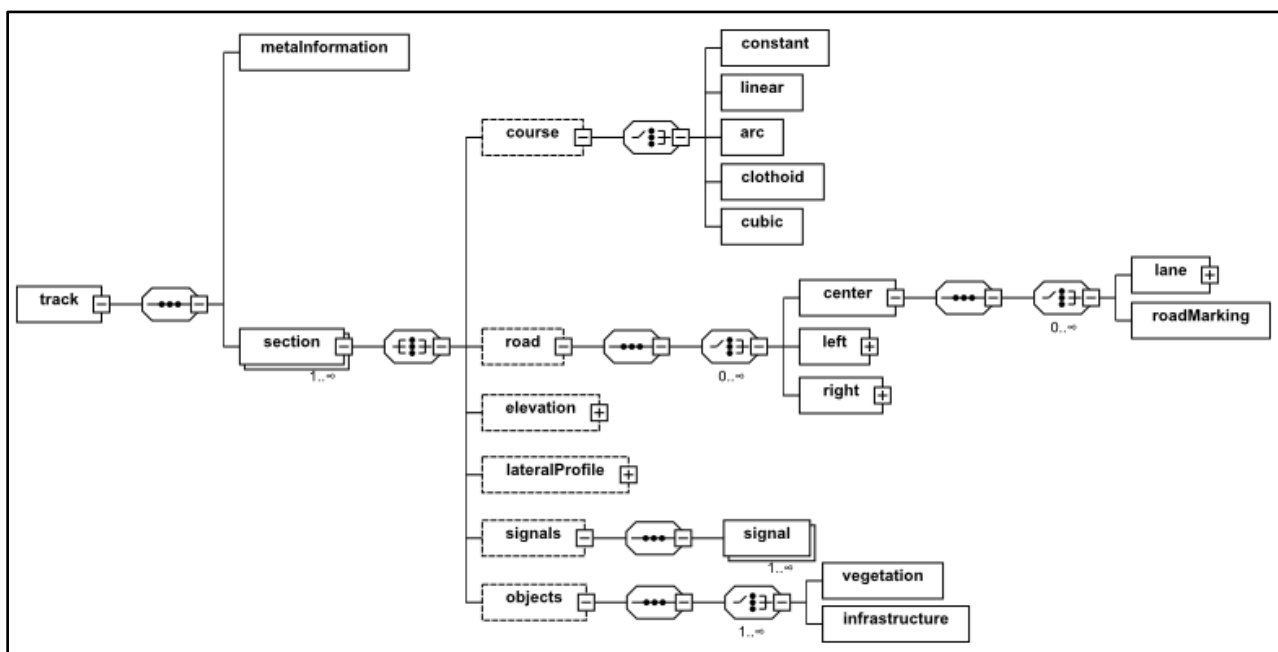 metaInformation
constant
linear
course
arc
clothoid
cubic
lane
track
center
roadMarking
section
road
left
1..∞
0..∞
0..∞
right
elevation
lateralProfile
signals
signal
1..∞
vegetation
objects
infrastructure
1..∞